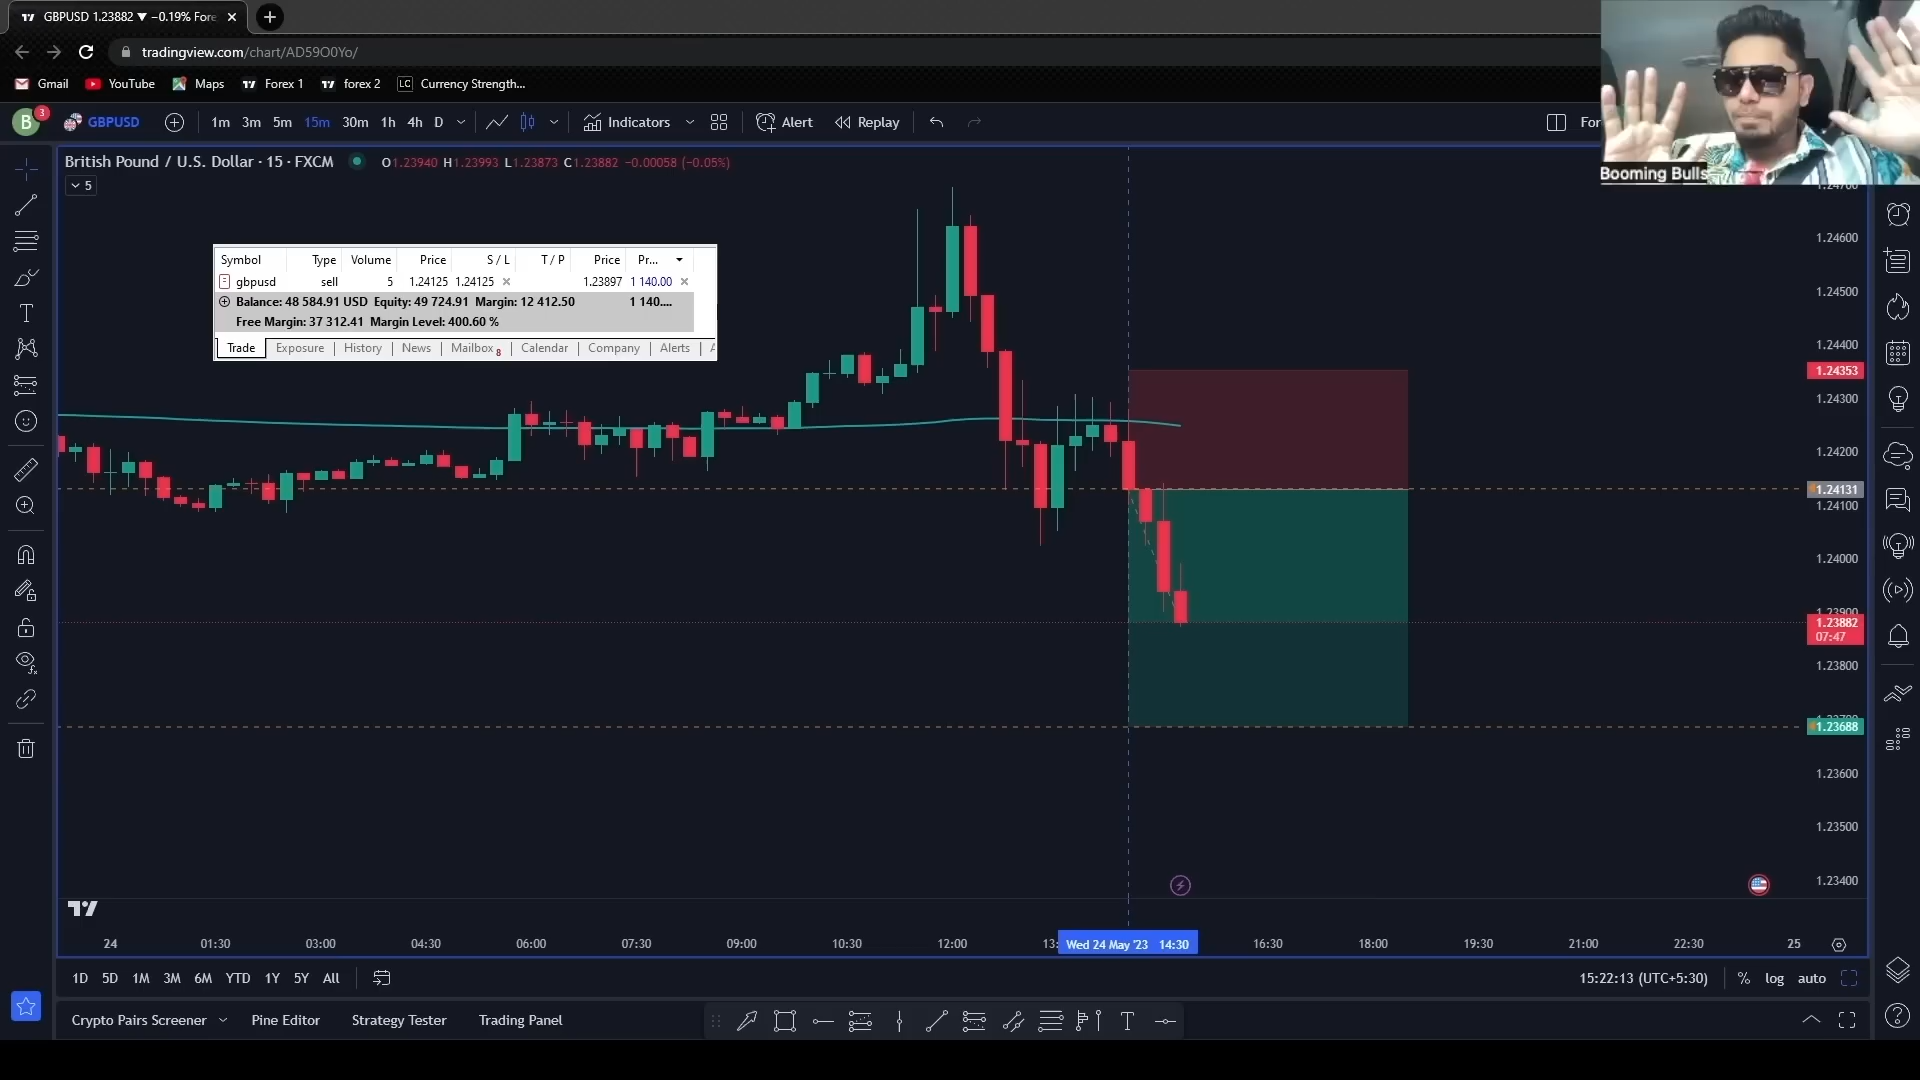 GBPUSD 1.23882 ▼ −0.19% Fore
tradingview.com/chart/AD59O0Yo/
Gmail YouTube Maps Forex 1 forex 2 LC Currency Strength...
B 3 GBPUSD 1m 3m 5m 15m 30m 1h 4h D Indicators Alert Replay For
Booming Bulls
British Pound / U.S. Dollar · 15 · FXCM O1.23940 H1.23993 L1.23873 C1.23882 −0.00058 (−0.05%)
5
Symbol Type Volume Price S / L T / P Price Pr...
gbpusd sell 5 1.24125 1.24125 1.23897 1 140.00
Balance: 48 584.91 USD Equity: 49 724.91 Margin: 12 412.50 1 140....
Free Margin: 37 312.41 Margin Level: 400.60 %
Trade Exposure History News Mailbox 8 Calendar Company Alerts
1.24700
1.24600
1.24500
1.24400
1.24353
1.24300
1.24200
1.24131
1.24100
1.24000
1.23900
1.23882
07:47
1.23800
1.23688
1.23600
1.23500
1.23400
24 01:30 03:00 04:30 06:00 07:30 09:00 10:30 12:00 13: Wed 24 May '23 14:30 16:30 18:00 19:30 21:00 22:30 25
1D 5D 1M 3M 6M YTD 1Y 5Y All 15:22:13 (UTC+5:30) % log auto
Crypto Pairs Screener Pine Editor Strategy Tester Trading Panel